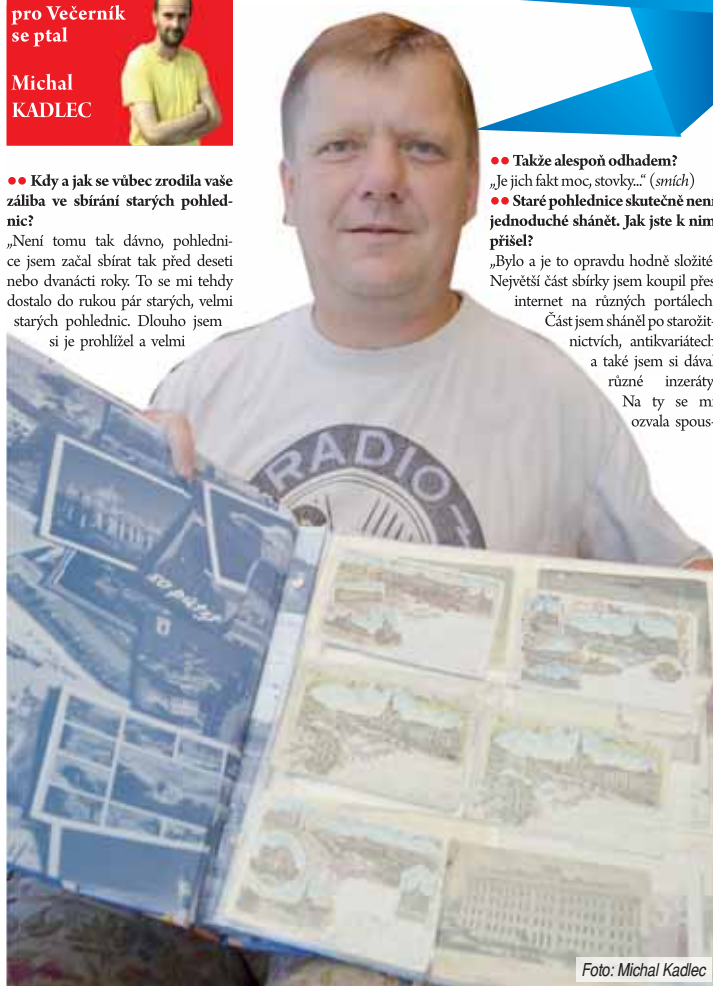 pro Večerník
se ptal
Michal
KADLEC
●● Kdy a jak se vůbec zrodila vaše
záliba ve sbírání starých pohled-
nic?
„Není tomu tak dávno, pohledni-
ce jsem začal sbírat tak před deseti
nebo dvanácti roky. To se mi tehdy
dostalo do rukou pár starých, velmi
starých pohlednic. Dlouho jsem
si je prohlížel a velmi
●● Takže alespoň odhadem?
„Je jich fakt moc, stovky...“ (smích)
●● Staré pohlednice skutečně není
jednoduché shánět. Jak jste k nim
přišel?
„Bylo a je to opravdu hodně složité.
Největší část sbírky jsem koupil přes
internet na různých portálech.
Část jsem sháněl po starožit-
nictvích, antikvariátech
a také jsem si dával
různé inzeráty.
Na ty se mi
ozvala spous-
RADIO
Foto: Michal Kadlec